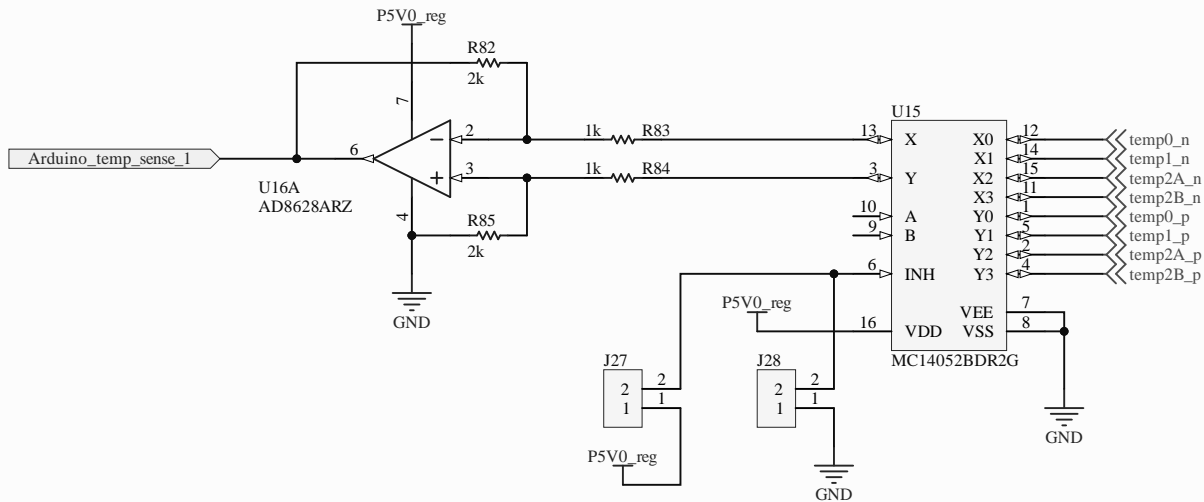 P5V0_reg
R82
2k
7
2
3
6
4
Arduino_temp_sense_1
U16A
AD8628ARZ
R85
2k
GND
1k
R83
1k
R84
U15
13
X
3
Y
10
A
9
B
6
INH
16
VDD
X0
12
temp0_n
X1
14
temp1_n
X2
15
temp2A_n
X3
11
temp2B_n
Y0
1
temp0_p
Y1
5
temp1_p
Y2
2
temp2A_p
Y3
4
temp2B_p
VEE
7
VSS
8
MC14052BDR2G
GND
P5V0_reg
J27
2
2
1
1
P5V0_reg
J28
2
2
1
1
GND